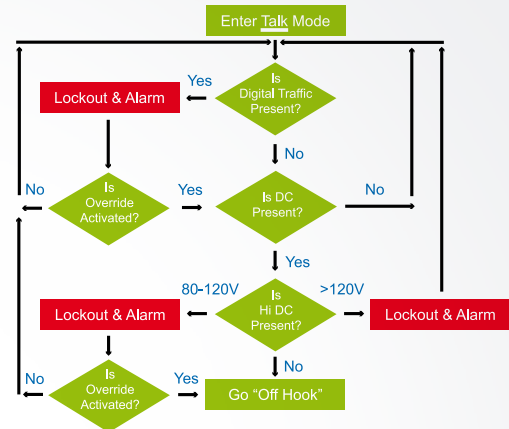 Enter Talk Mode
Is
Digital Traffic
Present?
Yes
Lockout & Alarm
No
Is
Override
Activated?
No
Yes
Is DC
Present?
No
Yes
Is
Hi DC
Present?
80-120V
>120V
Lockout & Alarm
Lockout & Alarm
No
Is
Override
Activated?
No
Yes
Go “Off Hook”